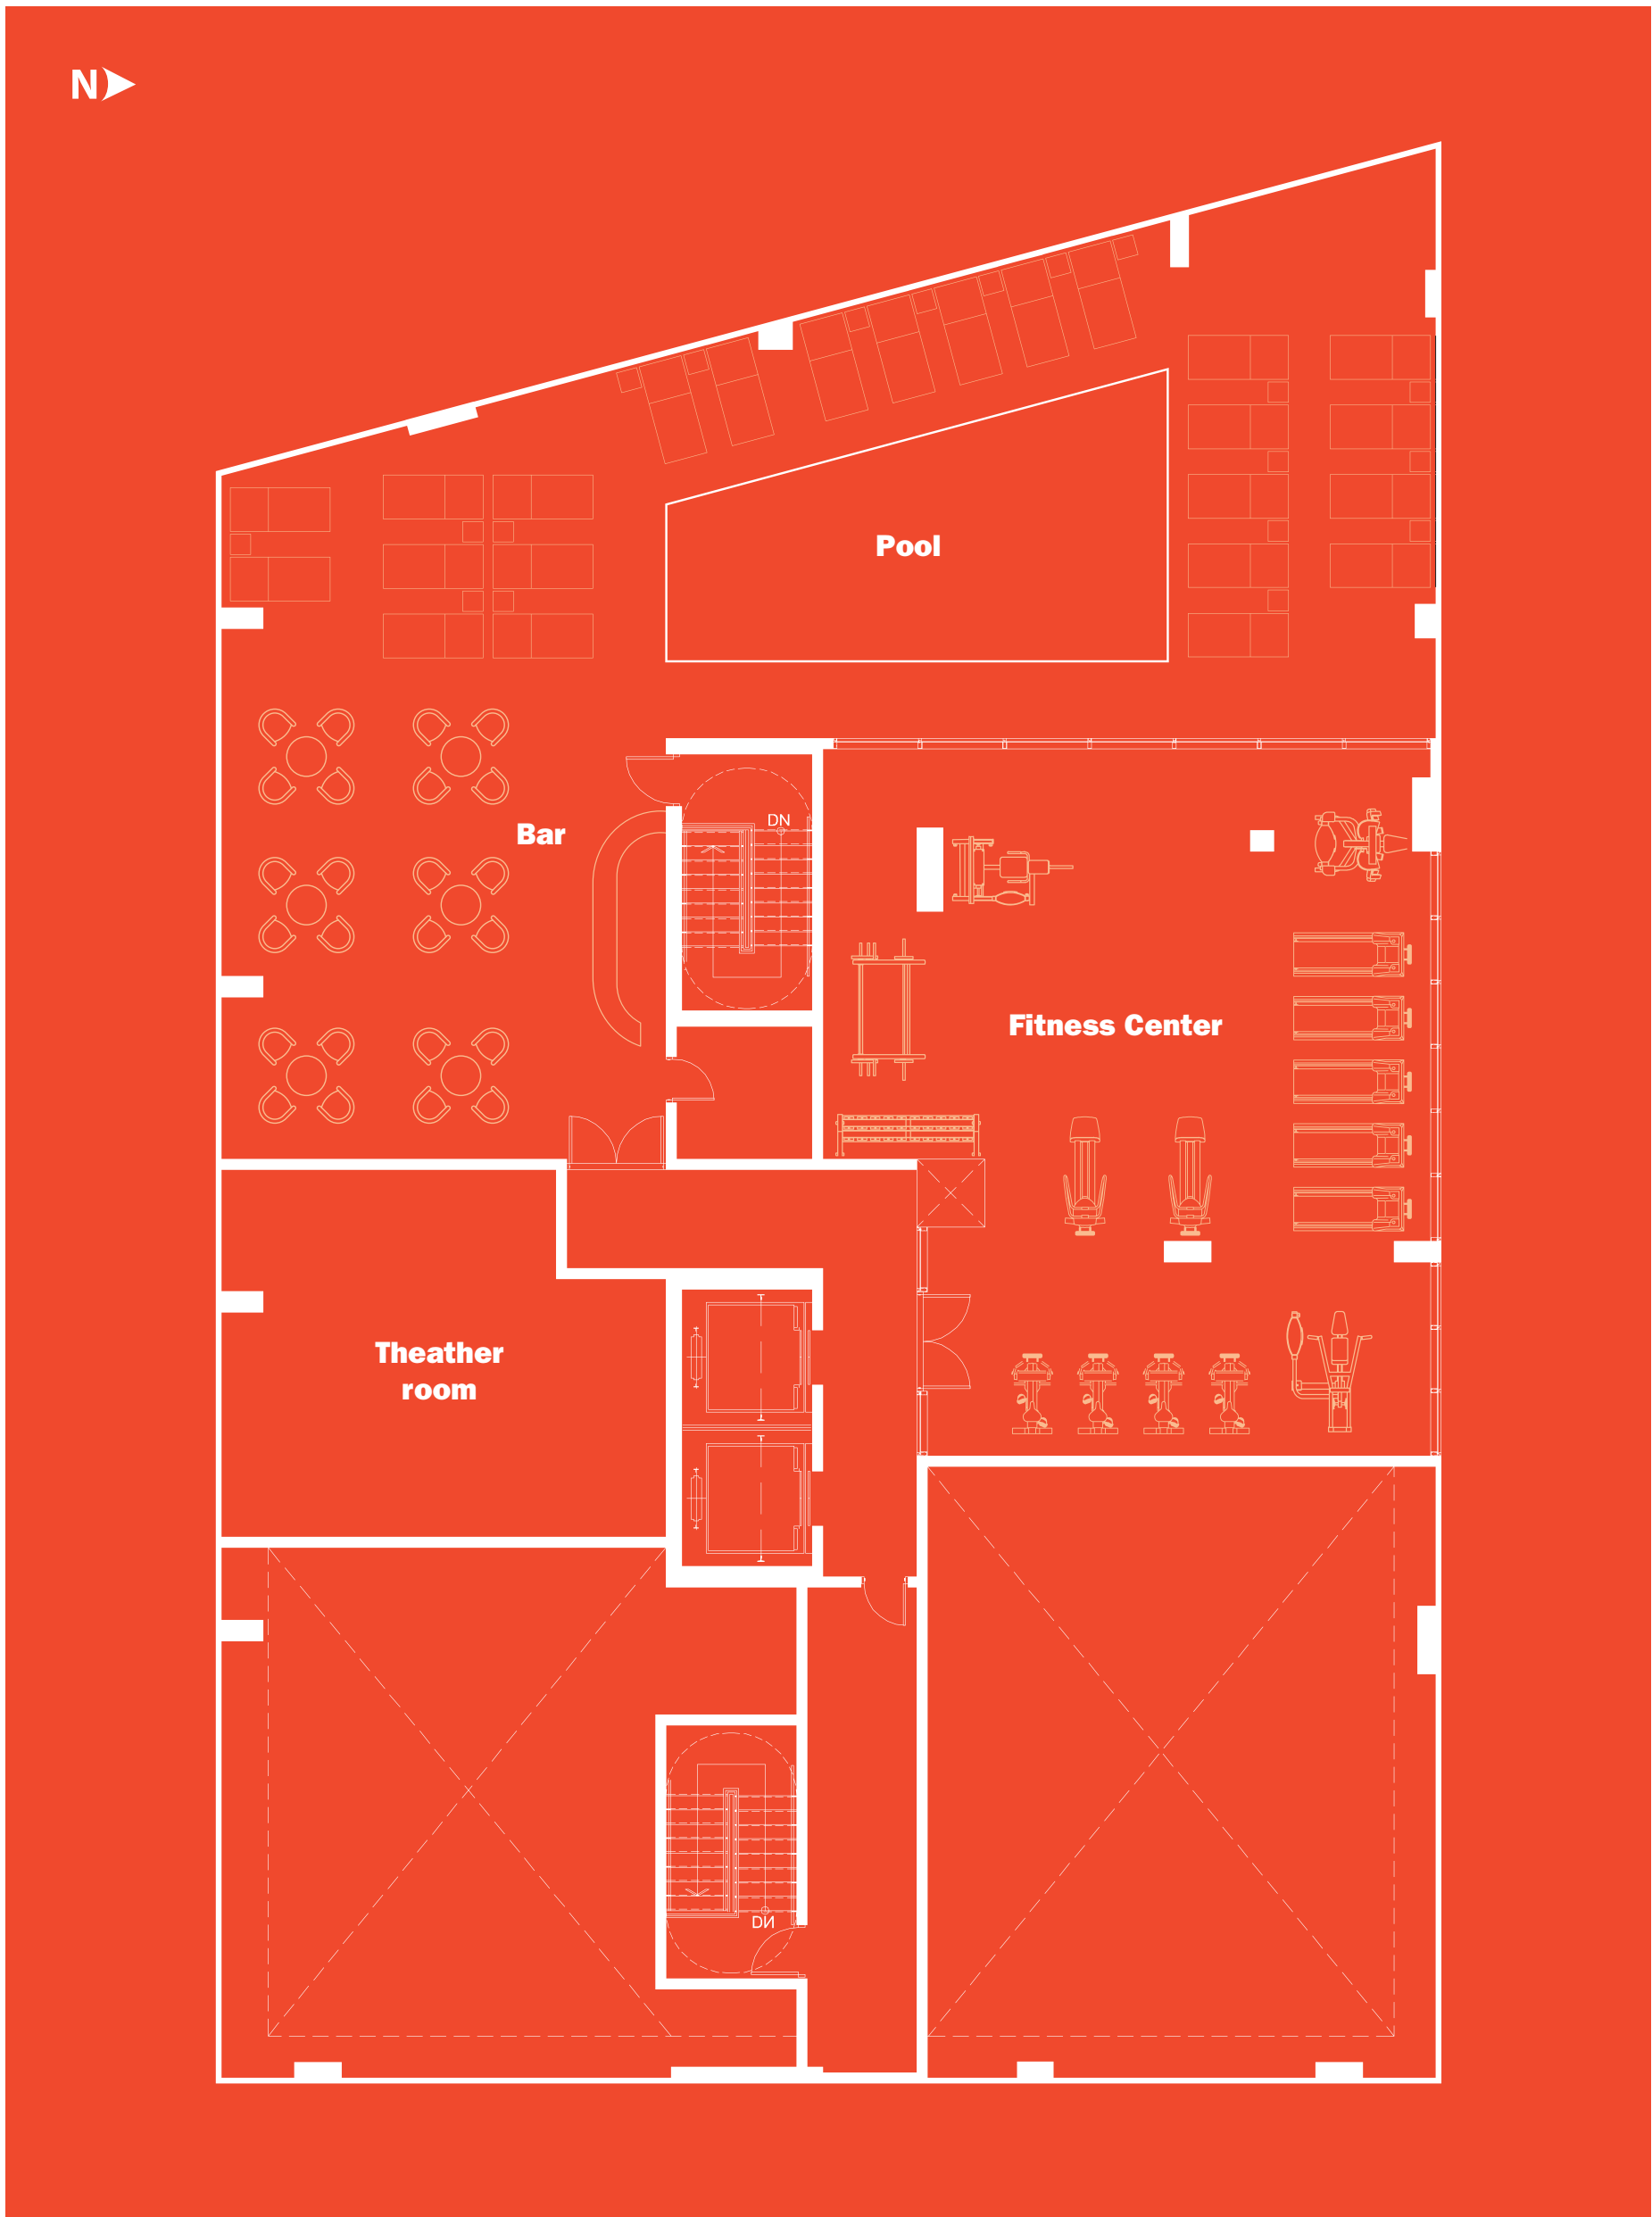 N
Pool
DN
Bar
Fitness Center
Theather
room
DN